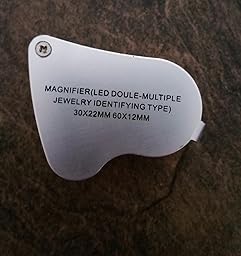 MAGNIFIER(LED DOULE-MULTIPLE
JEWELRY IDENTIFYING TYPE)
30X22MM 60X12MM